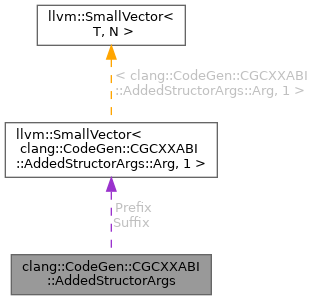 llvm::SmallVector<
T, N >
< clang::CodeGen::CGCXXABI
::AddedStructorArgs::Arg, 1 >
llvm::SmallVector<
clang::CodeGen::CGCXXABI
::AddedStructorArgs::Arg, 1 >
Prefix
Suffix
clang::CodeGen::CGCXXABI
::AddedStructorArgs